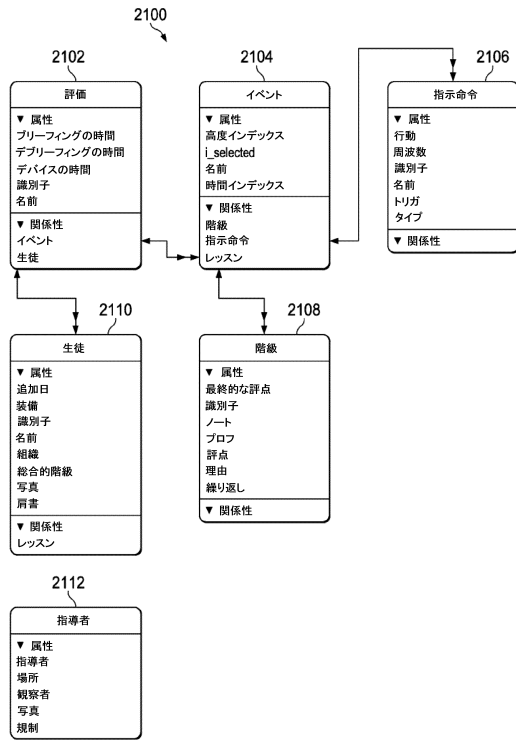 2100
2102
評価
▼ 属性
ブリーフィングの時間
デブリーフィングの時間
デバイスの時間
識別子
名前
▼ 関係性
イベント
生徒
2104
イベント
▼ 属性
高度インデックス
i_selected
名前
時間インデックス
▼ 関係性
階級
指示命令
レッスン
2106
指示命令
▼ 属性
行動
周波数
識別子
名前
トリガ
タイプ
▼ 関係性
2110
生徒
▼ 属性
追加日
装備
識別子
名前
組織
総合的階級
写真
肩書
▼ 関係性
レッスン
2108
階級
▼ 属性
最終的な評点
識別子
ノート
プロフ
評点
理由
繰り返し
▼ 関係性
2112
指導者
▼ 属性
指導者
場所
観察者
写真
規制